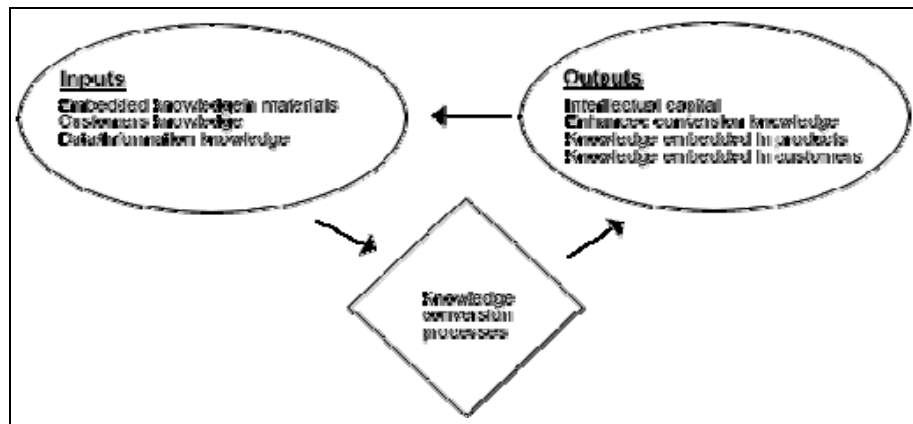 Inputs
Embedded knowledge in materials
Customers knowledge
Data/information knowledge
Outputs
Intellectual capital
Enhanced conversion knowledge
Knowledge embedded in products
Knowledge embedded in customers
Knowledge
conversion
processes